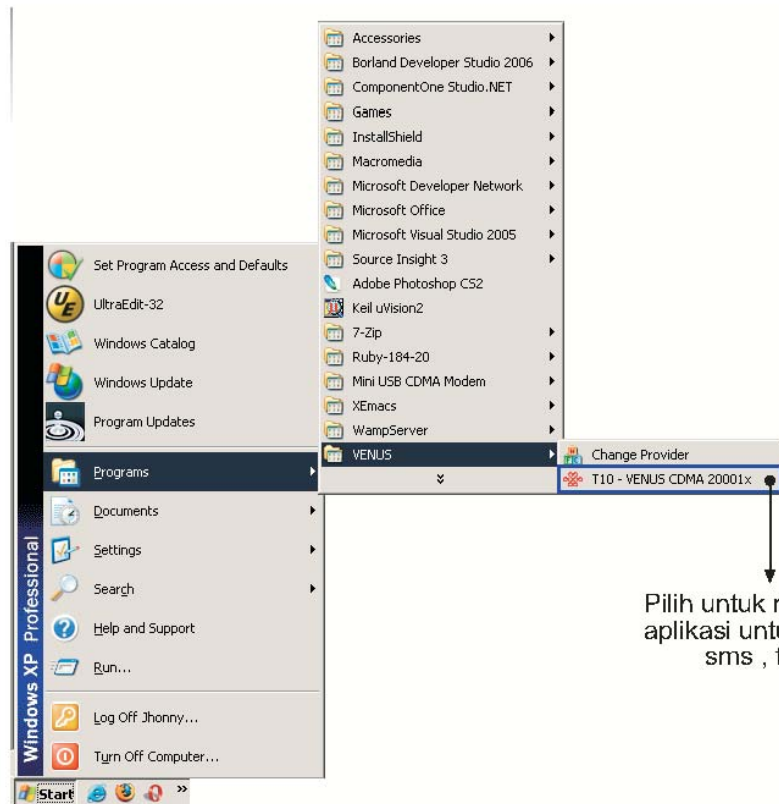 Accessories
Borland Developer Studio 2006
ComponentOne Studio.NET
Games
InstallShield
Macromedia
Microsoft Developer Network
Microsoft Office
Microsoft Visual Studio 2005
Source Insight 3
Adobe Photoshop CS2
Keil uVision2
7-Zip
Ruby-184-20
Mini USB CDMA Modem
XEmacs
WampServer
VENUS
Change Provider
T10 - VENUS CDMA 20001x
Set Program Access and Defaults
UltraEdit-32
Windows Catalog
Windows Update
Program Updates
Programs
Documents
Settings
Search
Help and Support
Run...
Log Off Jhonny...
Turn Off Computer...
Windows XP Professional
Start
Pilih untuk
aplikasi
sms ,